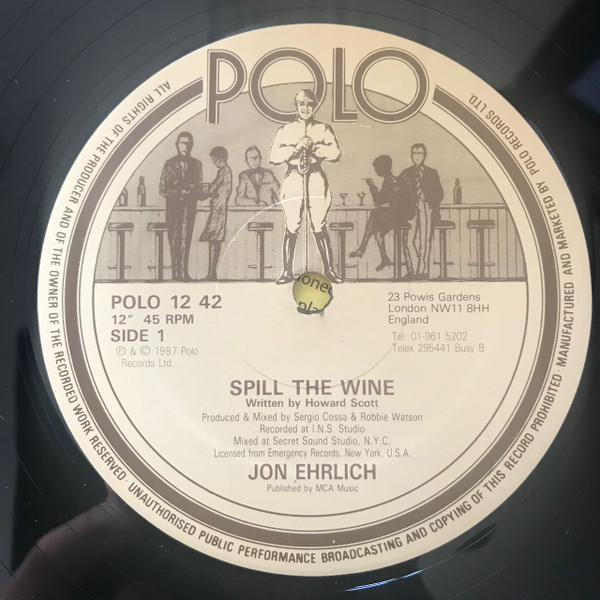 POLO
POLO 12 42
12" 45 RPM
SIDE 1
℗ & © 1987 Polo
Records Ltd.
23 Powis Gardens
London NW11 8HH
England
Tel: 01-961 5202
Telex 295441 Busy B
SPILL THE WINE
Written by Howard Scott
Produced & Mixed by Sergio Cossa & Robbie Watson
Recorded at I.N.S. Studio
Mixed at Secret Sound Studio, N.Y.C.
Licensed from Emergency Records, New York, U.S.A.
JON EHRLICH
Published by MCA Music
ALL RIGHTS OF THE PRODUCER AND OF THE OWNER OF THE RECORDED WORK RESERVED · UNAUTHORISED PUBLIC PERFORMANCE BROADCASTING AND COPYING OF THIS RECORD PROHIBITED · MANUFACTURED AND MARKETED BY POLO RECORDS LTD.